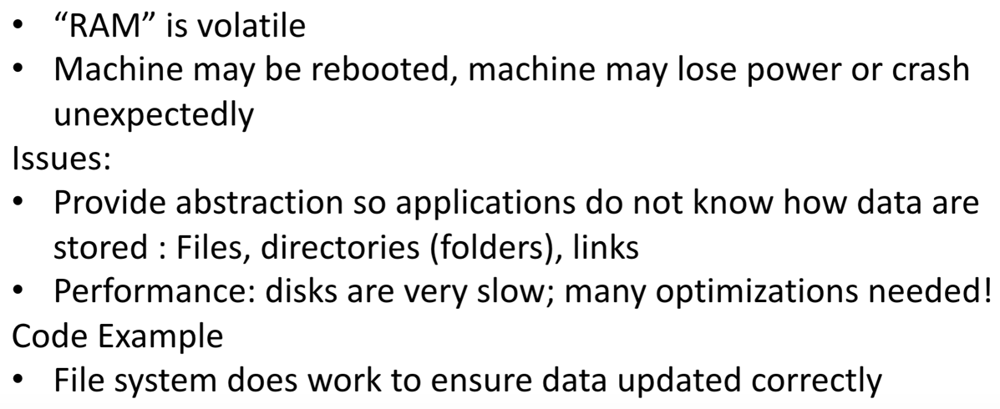 • “RAM” is volatile
• Machine may be rebooted, machine may lose power or crash
unexpectedly
Issues:
• Provide abstraction so applications do not know how data are
stored : Files, directories (folders), links
• Performance: disks are very slow; many optimizations needed!
Code Example
• File system does work to ensure data updated correctly